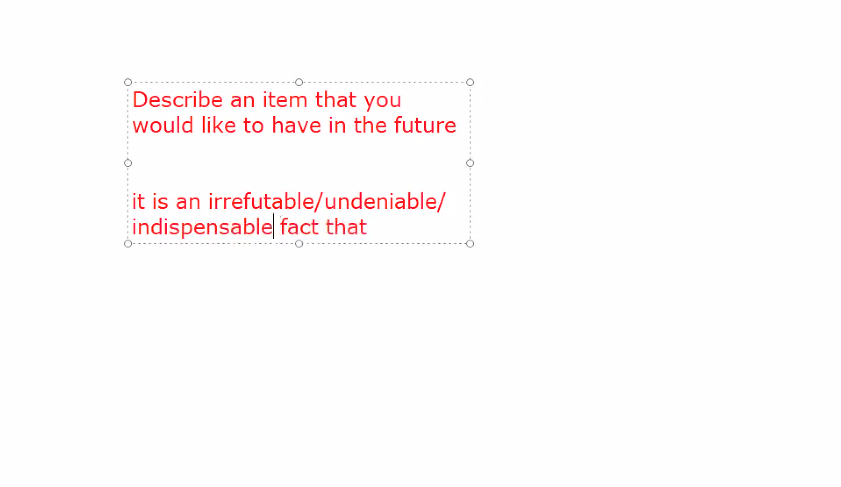 Describe an item that you
would like to have in the future
it is an irrefutable/undeniable/
indispensable fact that